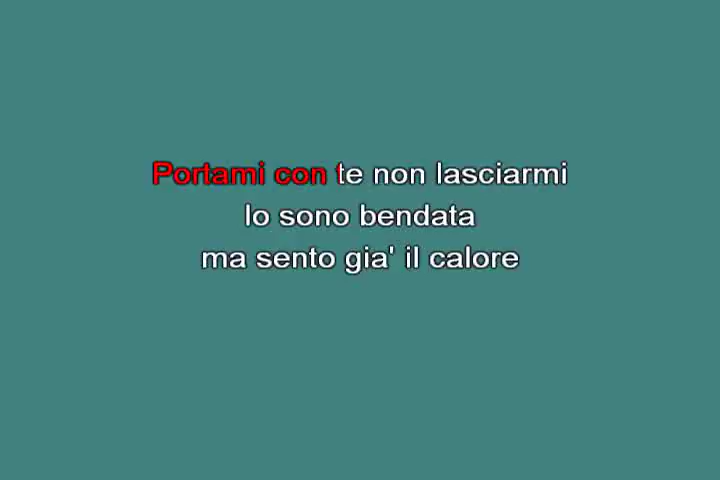 Portami con te non lasciarmi
Io sono bendata
ma sento gia' il calore